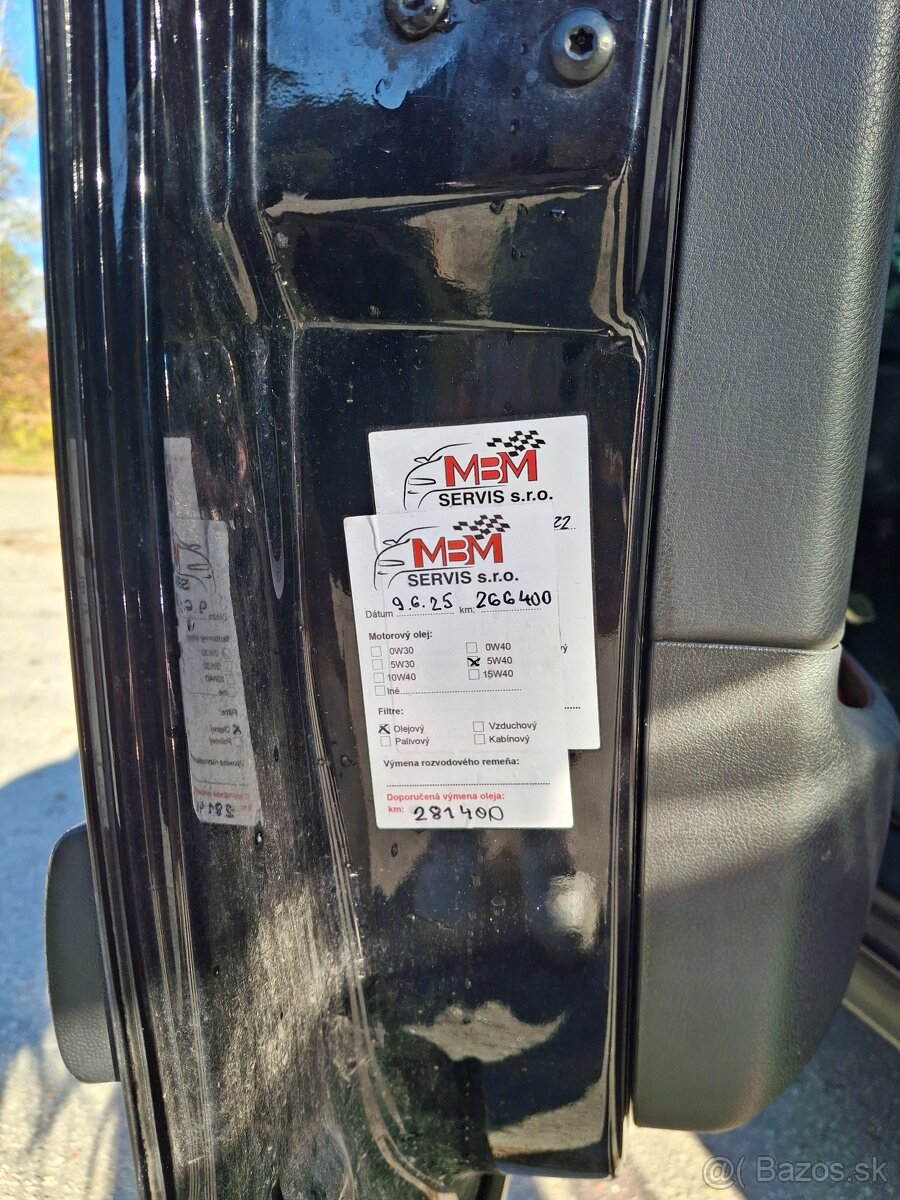 MBM
SERVIS s.r.o.
22
MBM
SERVIS s.r.o.
Dátum 9.6.25 km: 266400
Motorový olej:
0W30 0W40
5W30 5W40
10W40 15W40
Iné
Filtre:
Olejový Vzduchový
Palivový Kabínový
Výmena rozvodového remeňa:
Doporučená výmena oleja:
km: 281400
@( Bazos.sk